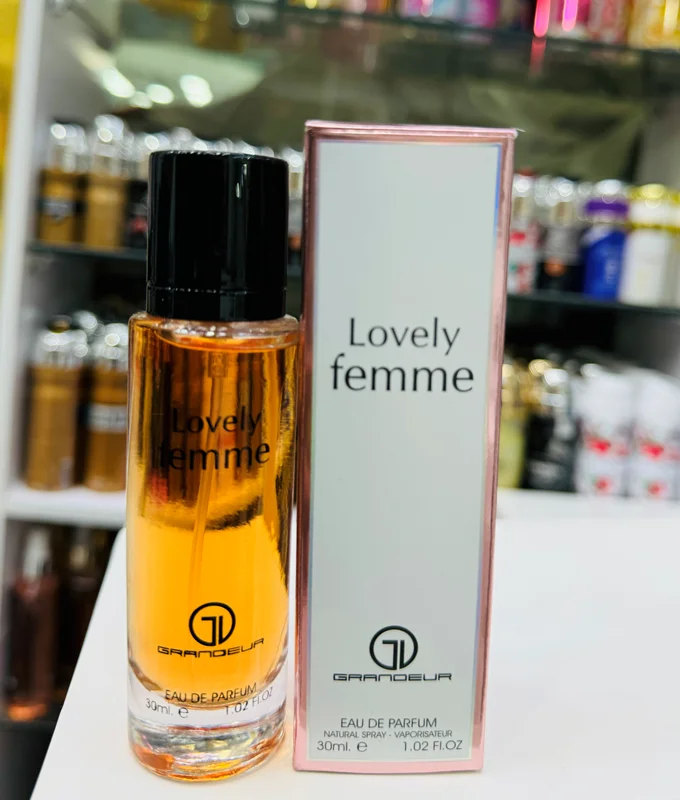 Lovely
femme
GRANDEUR
EAU DE PARFUM
30ml. e 1.02 Fl.OZ
Lovely
femme
GRANDEUR
EAU DE PARFUM
NATURAL SPRAY - VAPORISATEUR
30ml. e 1.02 FI.OZ